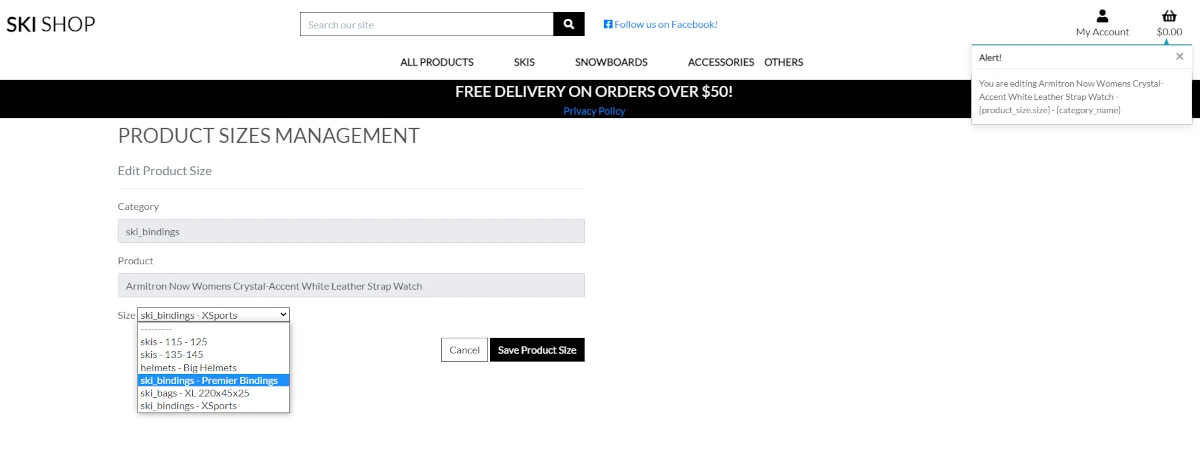 SKI SHOP
Search our site
Follow us on Facebook!
My Account
$0.00
ALL PRODUCTS SKIS SNOWBOARDS ACCESSORIES OTHERS
Alert! ×
You are editing Armitron Now Womens Crystal-
Accent White Leather Strap Watch -
{product_size.size} - {category_name}
FREE DELIVERY ON ORDERS OVER $50!
Privacy Policy
PRODUCT SIZES MANAGEMENT
Edit Product Size
Category
ski_bindings
Product
Armitron Now Womens Crystal-Accent White Leather Strap Watch
Size ski_bindings - XSports
---------
skis - 115 - 125
skis - 135-145
helmets - Big Helmets
ski_bindings - Premier Bindings
ski_bags - XL 220x45x25
ski_bindings - XSports
Cancel Save Product Size